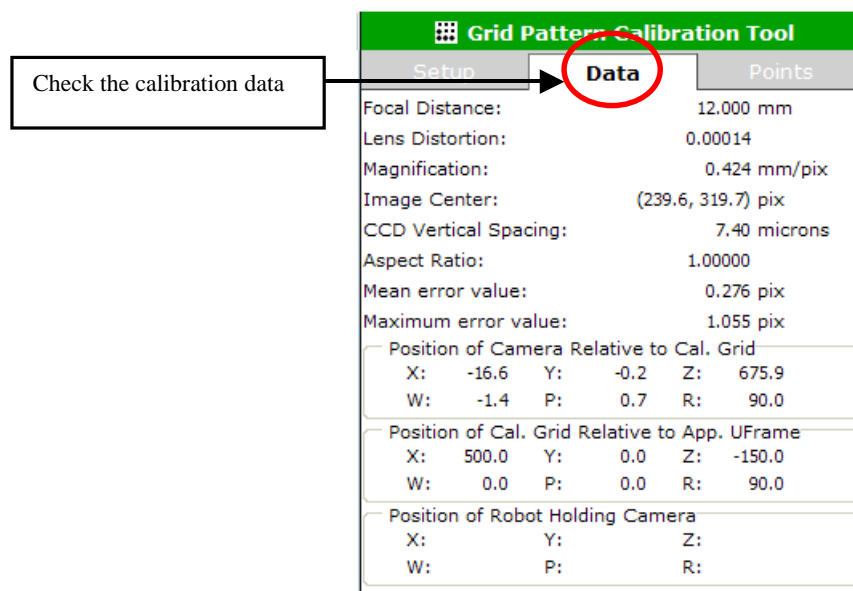 Grid Pattern Calibration Tool
Check the calibration data
Setup Data Points
Focal Distance: 12.000 mm
Lens Distortion: 0.00014
Magnification: 0.424 mm/pix
Image Center: (239.6, 319.7) pix
CCD Vertical Spacing: 7.40 microns
Aspect Ratio: 1.00000
Mean error value: 0.276 pix
Maximum error value: 1.055 pix
Position of Camera Relative to Cal. Grid
X: -16.6 Y: -0.2 Z: 675.9
W: -1.4 P: 0.7 R: 90.0
Position of Cal. Grid Relative to App. UFrame
X: 500.0 Y: 0.0 Z: -150.0
W: 0.0 P: 0.0 R: 90.0
Position of Robot Holding Camera
X: Y: Z:
W: P: R: